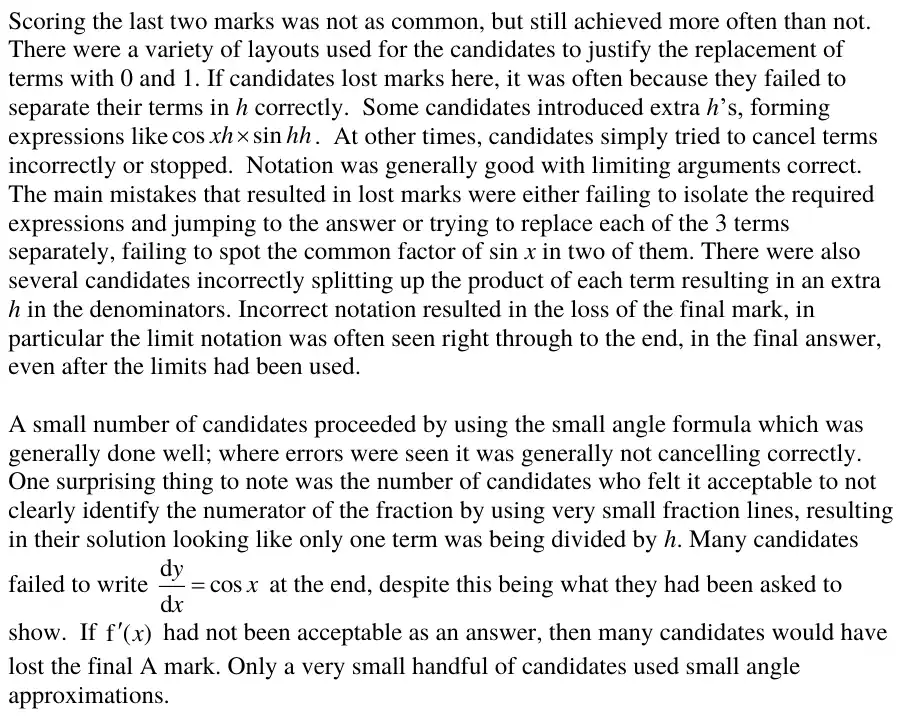 Scoring the last two marks was not as common, but still achieved more often than not.
There were a variety of layouts used for the candidates to justify the replacement of
terms with 0 and 1. If candidates lost marks here, it was often because they failed to
separate their terms in h correctly.  Some candidates introduced extra h’s, forming
expressions like cos xh × sin hh .  At other times, candidates simply tried to cancel terms
incorrectly or stopped.  Notation was generally good with limiting arguments correct.
The main mistakes that resulted in lost marks were either failing to isolate the required
expressions and jumping to the answer or trying to replace each of the 3 terms
separately, failing to spot the common factor of sin x in two of them. There were also
several candidates incorrectly splitting up the product of each term resulting in an extra
h in the denominators. Incorrect notation resulted in the loss of the final mark, in
particular the limit notation was often seen right through to the end, in the final answer,
even after the limits had been used.
A small number of candidates proceeded by using the small angle formula which was
generally done well; where errors were seen it was generally not cancelling correctly.
One surprising thing to note was the number of candidates who felt it acceptable to not
clearly identify the numerator of the fraction by using very small fraction lines, resulting
in their solution looking like only one term was being divided by h. Many candidates
failed to write dy/dx = cos x at the end, despite this being what they had been asked to
show.  If f′(x) had not been acceptable as an answer, then many candidates would have
lost the final A mark. Only a very small handful of candidates used small angle
approximations.